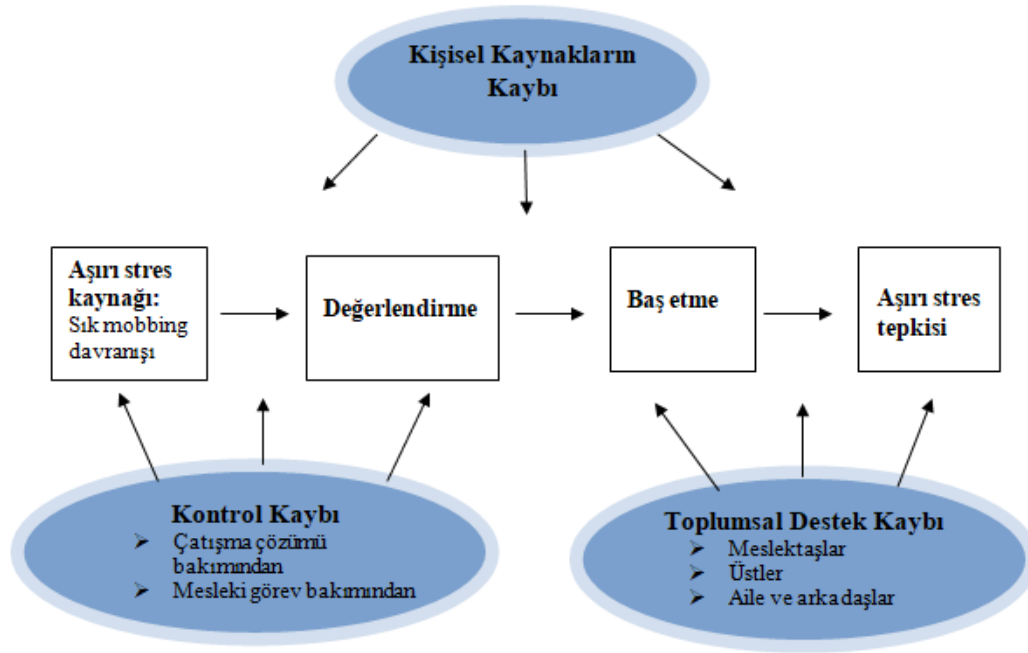 Kişisel Kaynakların
Kaybı
Aşırı stres
kaynağı:
Sık mobbing
davranışı
Değerlendirme
Baş etme
Aşırı stres
tepkisi
Kontrol Kaybı
➢ Çatışma çözümü
bakımından
➢ Mesleki görev bakımından
Toplumsal Destek Kaybı
➢ Meslektaşlar
➢ Üstler
➢ Aile ve arkadaşlar